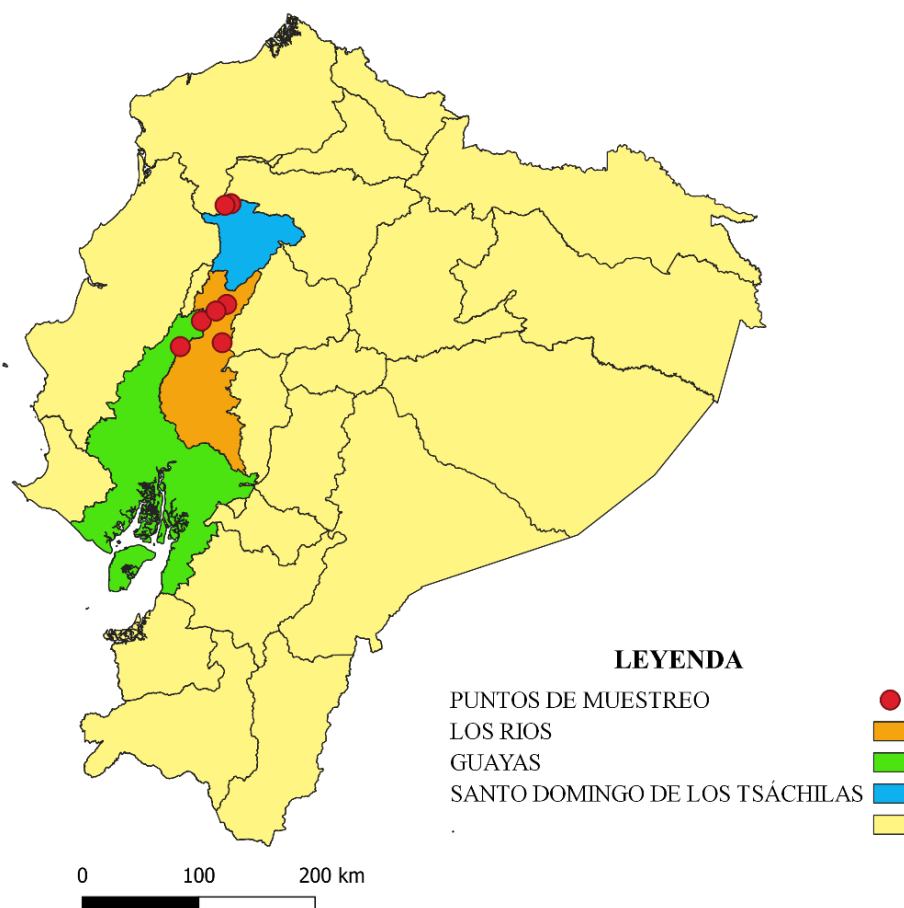 LEYENDA
PUNTOS DE MUESTREO
LOS RIOS
GUAYAS
SANTO DOMINGO DE LOS TSÁCHILAS
.
0 100 200 km